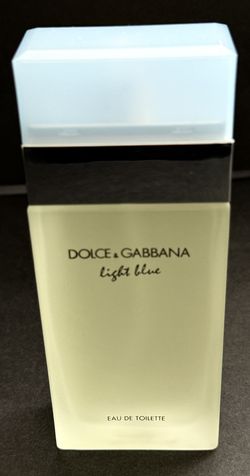 DOLCE & GABBANA
light blue
EAU DE TOILETTE